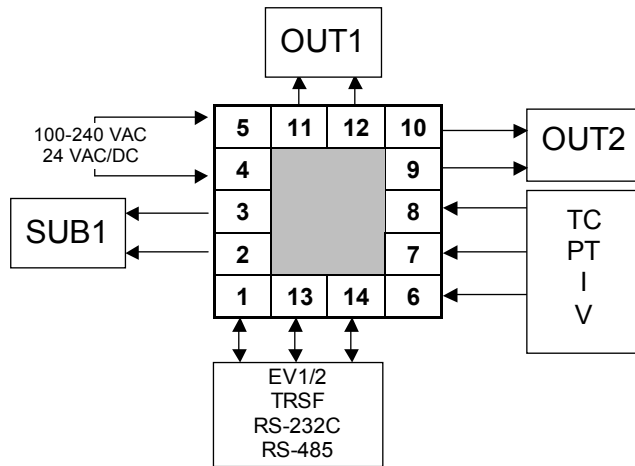 OUT1
100-240 VAC
24 VAC/DC
5 11 12 10
OUT2
4 9
3 8
SUB1
2 7
1 13 14 6
TC
PT
I
V
EV1/2
TRSF
RS-232C
RS-485